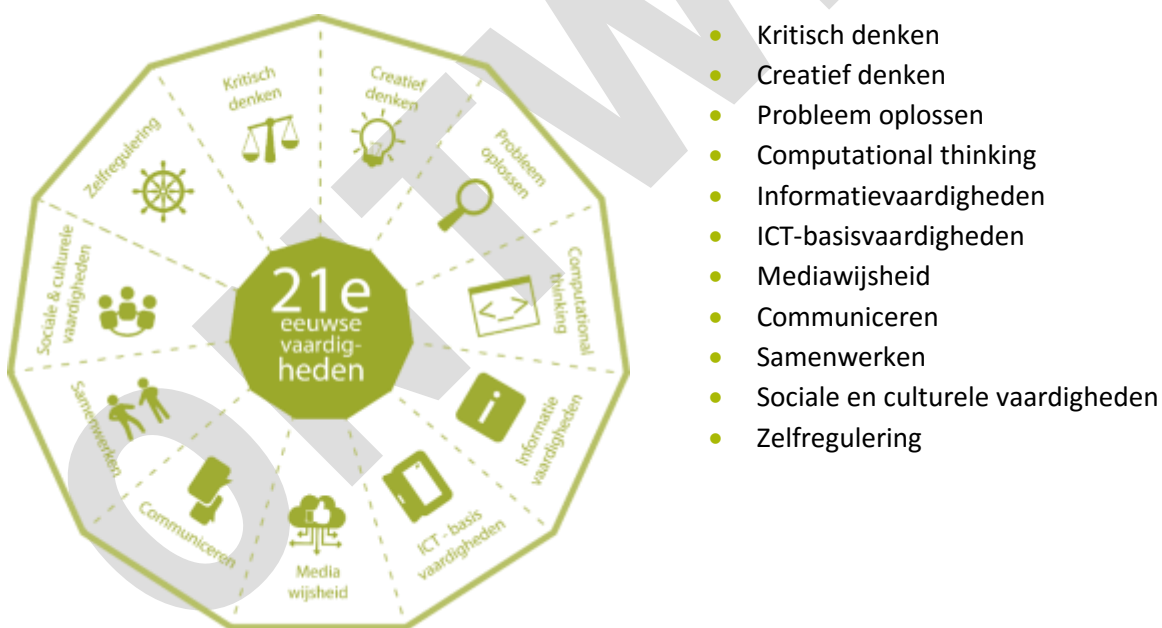 Kritisch
denken
Creatief
denken
Probleem
oplossen
Computational
thinking
Informatie
vaardigheden
ICT - basis
vaardigheden
Media
wijsheid
Communiceren
Samenwerken
Sociale & culturele
vaardigheden
Zelfregulering
21e
eeuwse
vaardig-
heden
Kritisch denken
Creatief denken
Probleem oplossen
Computational thinking
Informatievaardigheden
ICT-basisvaardigheden
Mediawijsheid
Communiceren
Samenwerken
Sociale en culturele vaardigheden
Zelfregulering